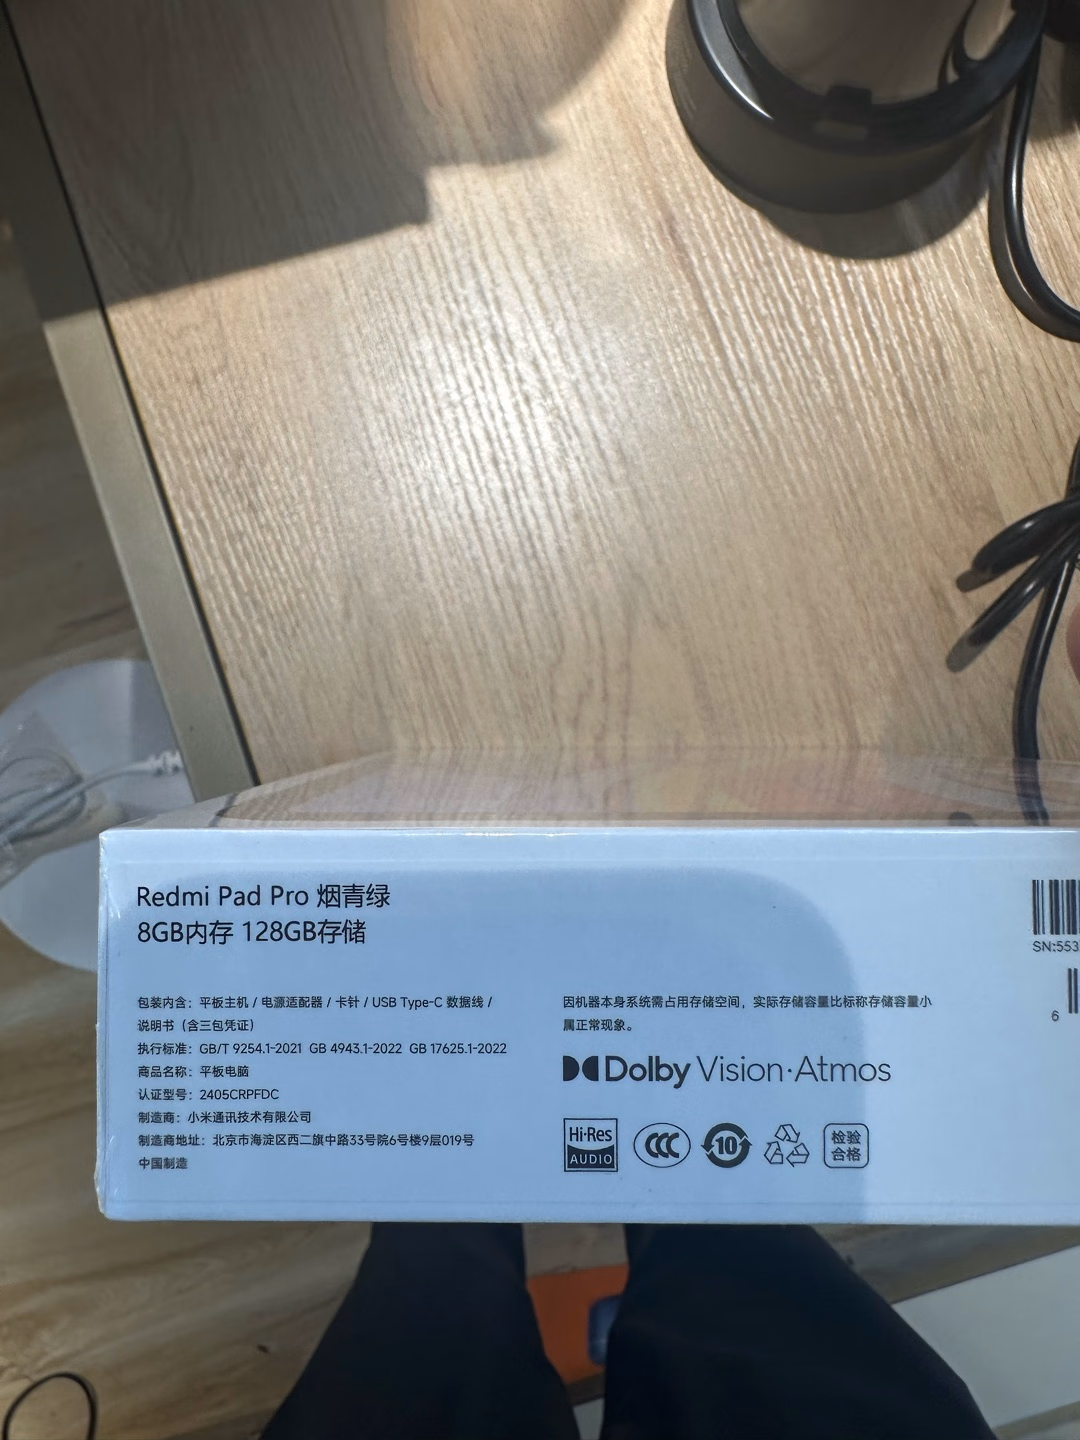 Redmi Pad Pro 烟青绿
8GB内存 128GB存储
包装内含：平板主机 / 电源适配器 / 卡针 / USB Type-C 数据线 /
说明书（含三包凭证）
执行标准：GB/T 9254.1-2021 GB 4943.1-2022 GB 17625.1-2022
商品名称：平板电脑
认证型号：2405CRPFDC
制造商：小米通讯技术有限公司
制造商地址：北京市海淀区西二旗中路33号院6号楼9层019号
中国制造
因机器本身系统需占用存储空间，实际存储容量比标称存储容量小
属正常现象。
Dolby Vision·Atmos
Hi-Res
AUDIO
CCC
10
检验
合格
SN:553
6